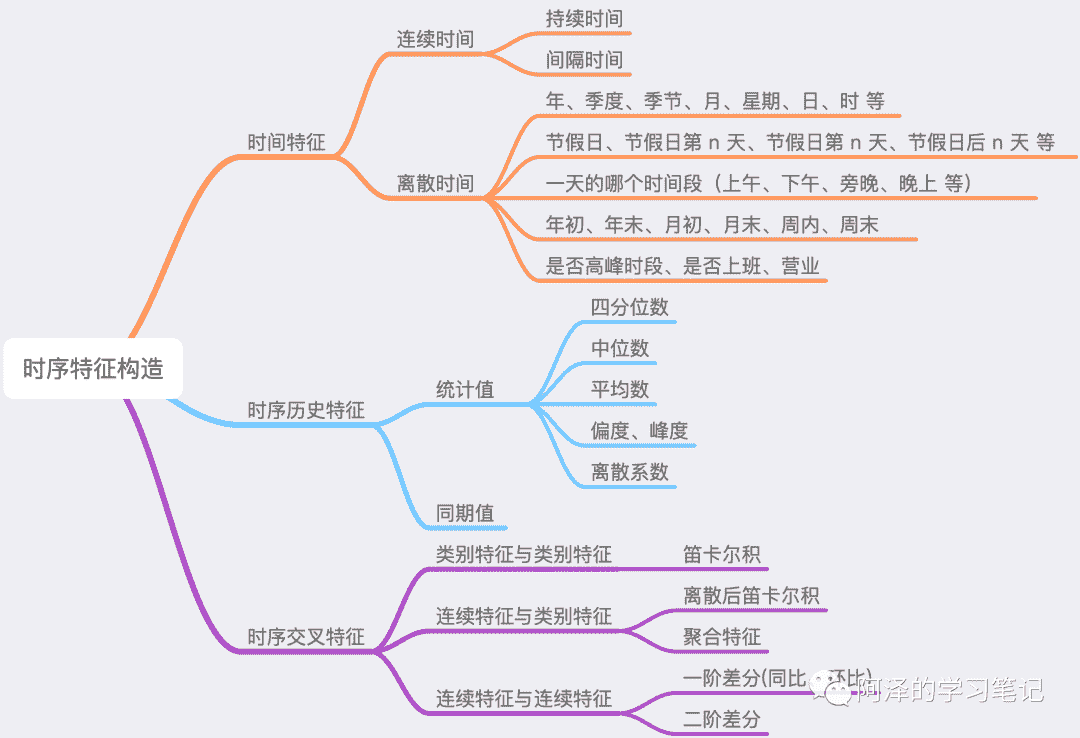 时序特征构造
时间特征
连续时间
持续时间
间隔时间
离散时间
年、季度、季节、月、星期、日、时 等
节假日、节假日第 n 天、节假日第 n 天、节假日后 n 天 等
一天的哪个时间段（上午、下午、旁晚、晚上 等）
年初、年末、月初、月末、周内、周末
是否高峰时段、是否上班、营业
时序历史特征
统计值
四分位数
中位数
平均数
偏度、峰度
离散系数
同期值
时序交叉特征
类别特征与类别特征
笛卡尔积
连续特征与类别特征
离散后笛卡尔积
聚合特征
连续特征与连续特征
一阶差分(同比、环比)
二阶差分
阿泽的学习笔记